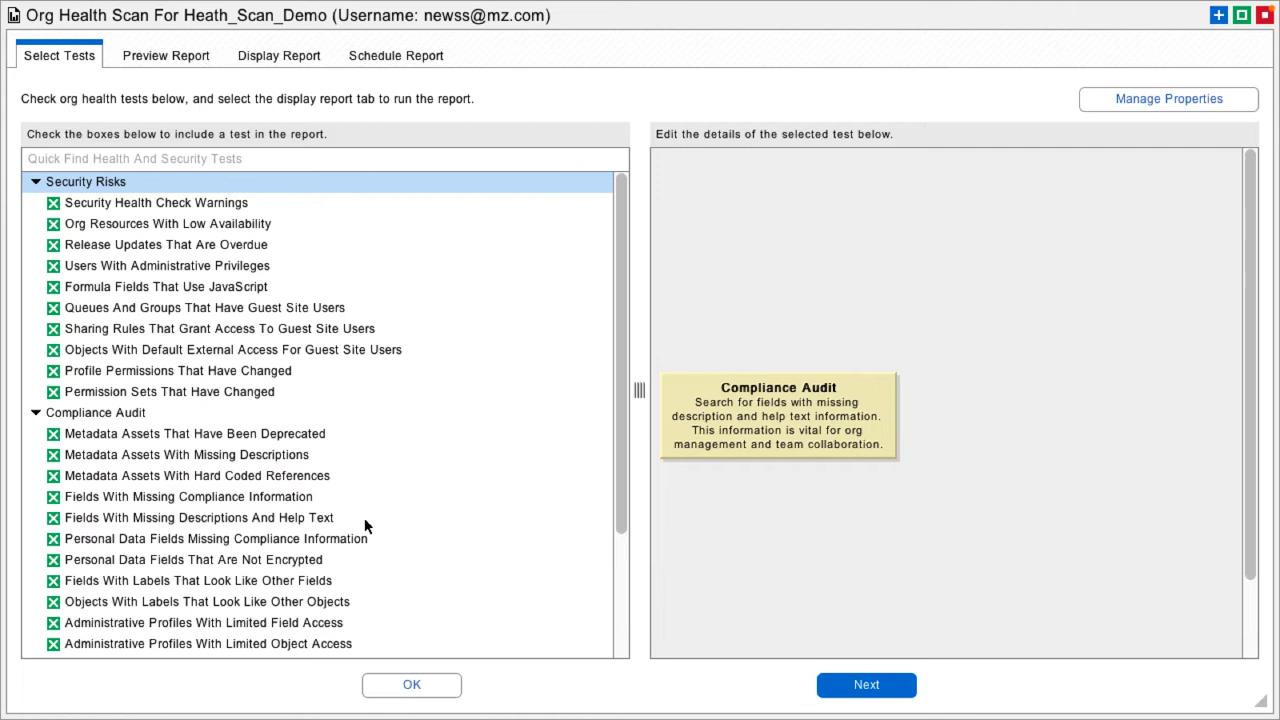 Org Health Scan For Heath_Scan_Demo (Username: newss@mz.com)
Select Tests
Preview Report
Display Report
Schedule Report
Check org health tests below, and select the display report tab to run the report.
Manage Properties
Check the boxes below to include a test in the report.
Edit the details of the selected test below.
Quick Find Health And Security Tests
Security Risks
Security Health Check Warnings
Org Resources With Low Availability
Release Updates That Are Overdue
Users With Administrative Privileges
Formula Fields That Use JavaScript
Queues And Groups That Have Guest Site Users
Sharing Rules That Grant Access To Guest Site Users
Objects With Default External Access For Guest Site Users
Profile Permissions That Have Changed
Permission Sets That Have Changed
Compliance Audit
Metadata Assets That Have Been Deprecated
Metadata Assets With Missing Descriptions
Metadata Assets With Hard Coded References
Fields With Missing Compliance Information
Fields With Missing Descriptions And Help Text
Personal Data Fields Missing Compliance Information
Personal Data Fields That Are Not Encrypted
Fields With Labels That Look Like Other Fields
Objects With Labels That Look Like Other Objects
Administrative Profiles With Limited Field Access
Administrative Profiles With Limited Object Access
Compliance Audit
Search for fields with missing
description and help text information.
This information is vital for org
management and team collaboration.
OK
Next